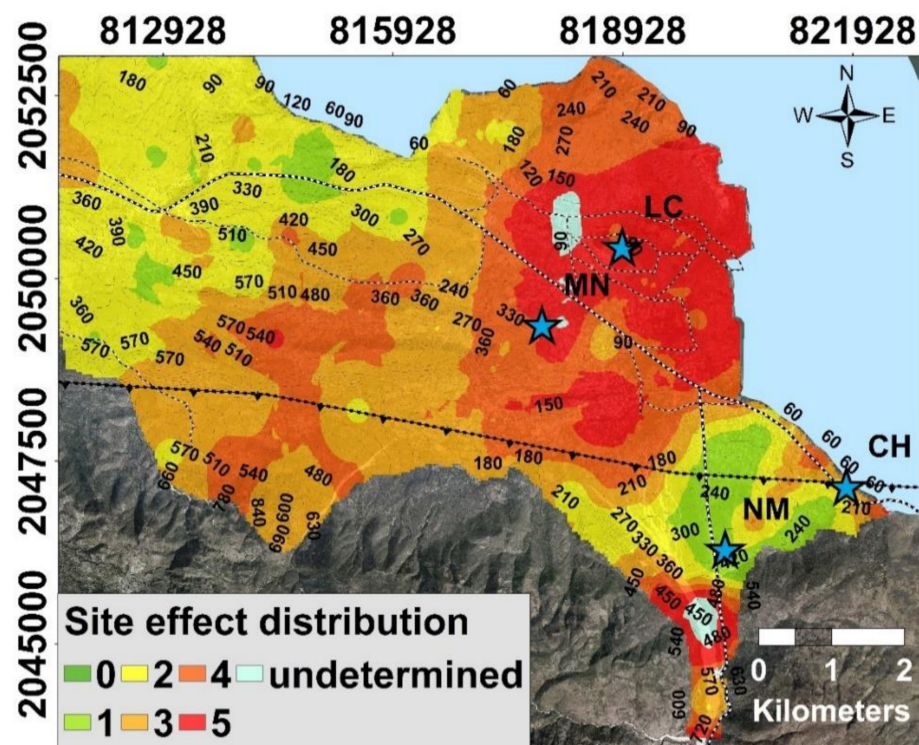 812928 815928 818928 821928
2052500
2050000
2047500
2045000
N
W E
S
180 90 90 120 60 90 60 60 180
210 240 210 240 270 90
210 180 60 120 150
330 390 360 390 420 300 270 LC
420 510 450 90
450 570 240 MN
510 480 360 360 270 330
360 570 540 360 90
570 570 540 510
150 60
60 CH
570 510 540 480 180 180 180 60
660 780 840 600 690 630 210 240 NM 210
210 270 300 240
330 360 450
450 450 480 540
540 480
570 630
600 720
Site effect distribution
0 2 4 undetermined
1 3 5
0 1 2
Kilometers